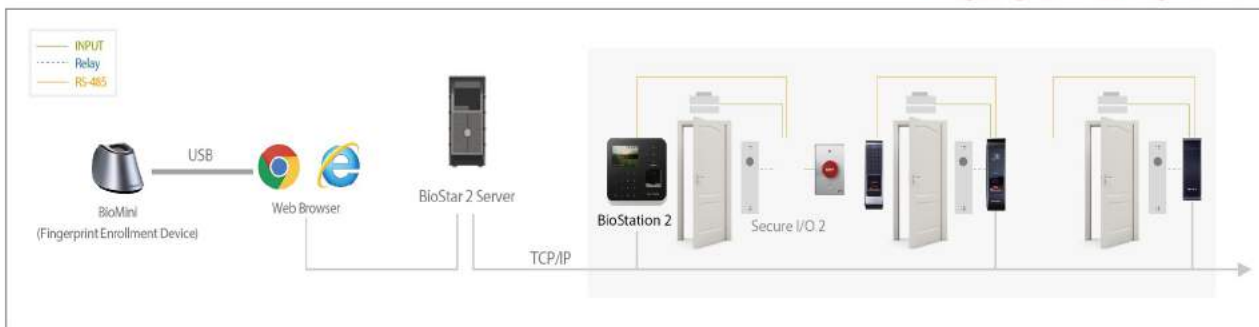 INPUT
Relay
RS-485
USB
BioMini
(Fingerprint Enrollment Device)
Web Browser
BioStar 2 Server
TCP/IP
BioStation 2
Secure I/O 2